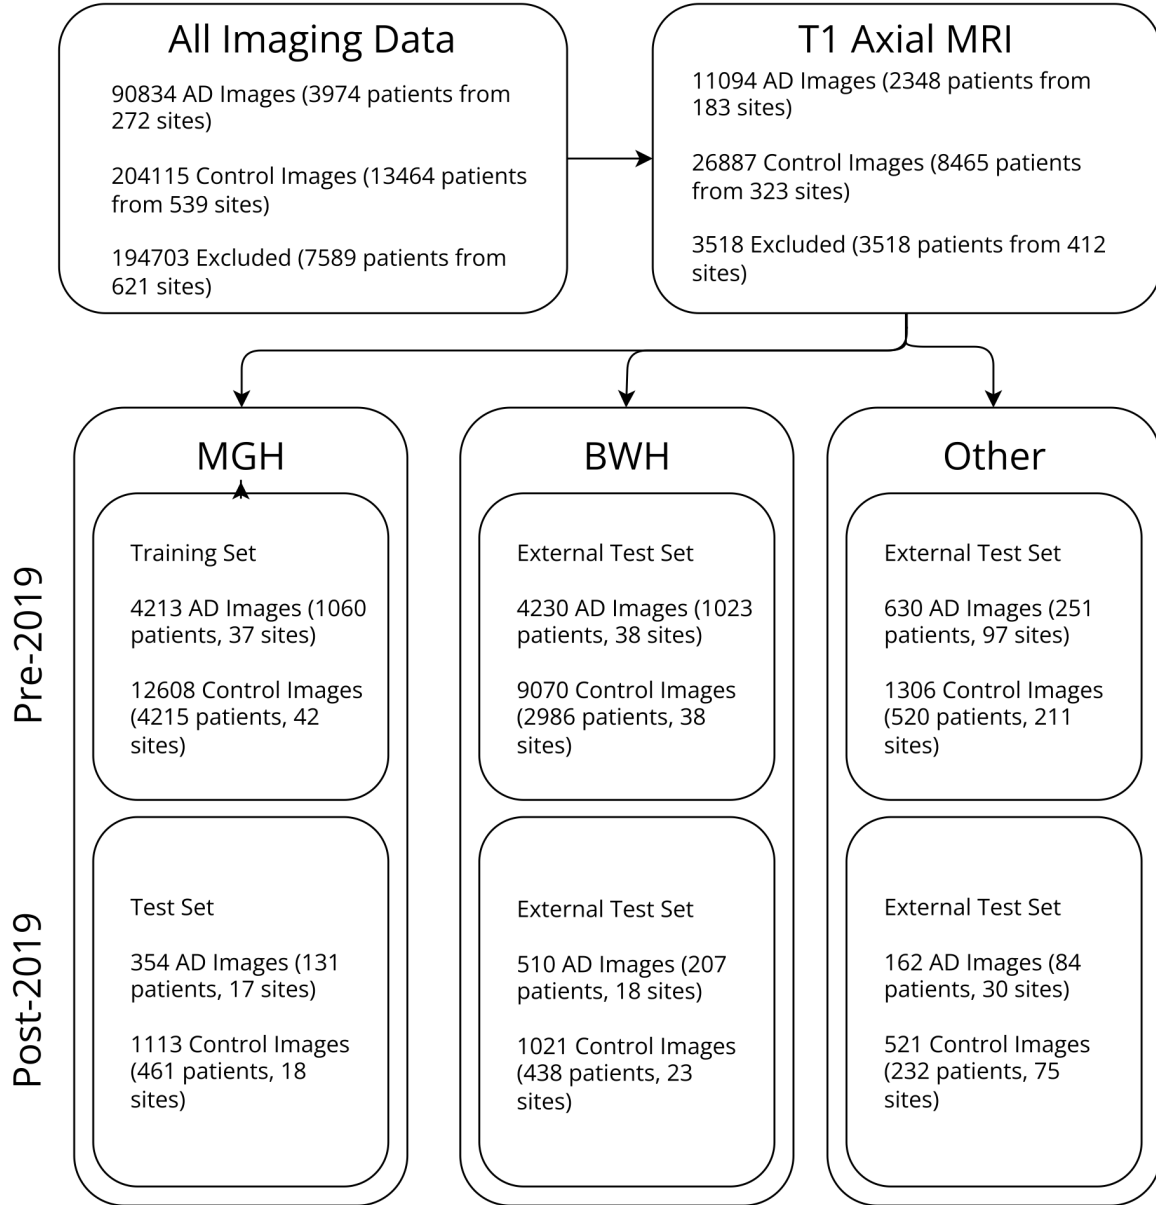 All Imaging Data
90834 AD Images (3974 patients from
272 sites)
204115 Control Images (13464 patients
from 539 sites)
194703 Excluded (7589 patients from
621 sites)
T1 Axial MRI
11094 AD Images (2348 patients from
183 sites)
26887 Control Images (8465 patients
from 323 sites)
3518 Excluded (3518 patients from 412
sites)
MGH
BWH
Other
Pre-2019
Training Set
4213 AD Images (1060
patients, 37 sites)
12608 Control Images
(4215 patients, 42
sites)
External Test Set
4230 AD Images (1023
patients, 38 sites)
9070 Control Images
(2986 patients, 38
sites)
External Test Set
630 AD Images (251
patients, 97 sites)
1306 Control Images
(520 patients, 211
sites)
Post-2019
Test Set
354 AD Images (131
patients, 17 sites)
1113 Control Images
(461 patients, 18
sites)
External Test Set
510 AD Images (207
patients, 18 sites)
1021 Control Images
(438 patients, 23
sites)
External Test Set
162 AD Images (84
patients, 30 sites)
521 Control Images
(232 patients, 75
sites)